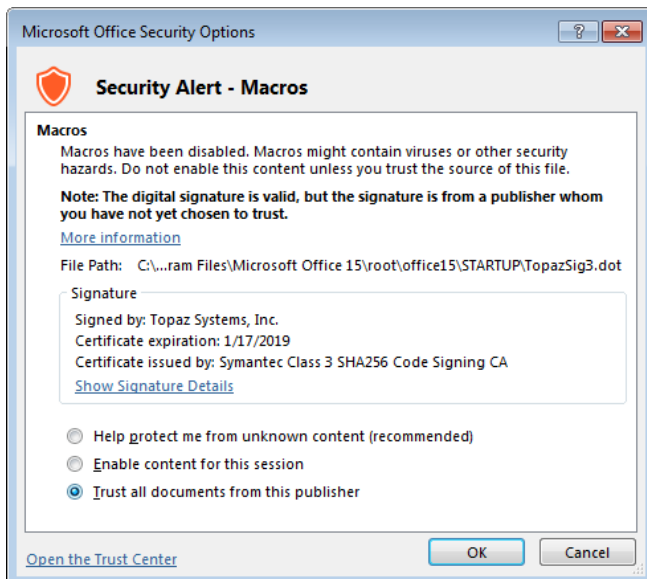 Microsoft Office Security Options
?
Security Alert - Macros
Macros
Macros have been disabled. Macros might contain viruses or other security
hazards. Do not enable this content unless you trust the source of this file.
Note: The digital signature is valid, but the signature is from a publisher whom
you have not yet chosen to trust.
More information
File Path: C:\...ram Files\Microsoft Office 15\root\office15\STARTUP\TopazSig3.dot
Signature
Signed by: Topaz Systems, Inc.
Certificate expiration: 1/17/2019
Certificate issued by: Symantec Class 3 SHA256 Code Signing CA
Show Signature Details
Help protect me from unknown content (recommended)
Enable content for this session
Trust all documents from this publisher
Open the Trust Center
OK
Cancel